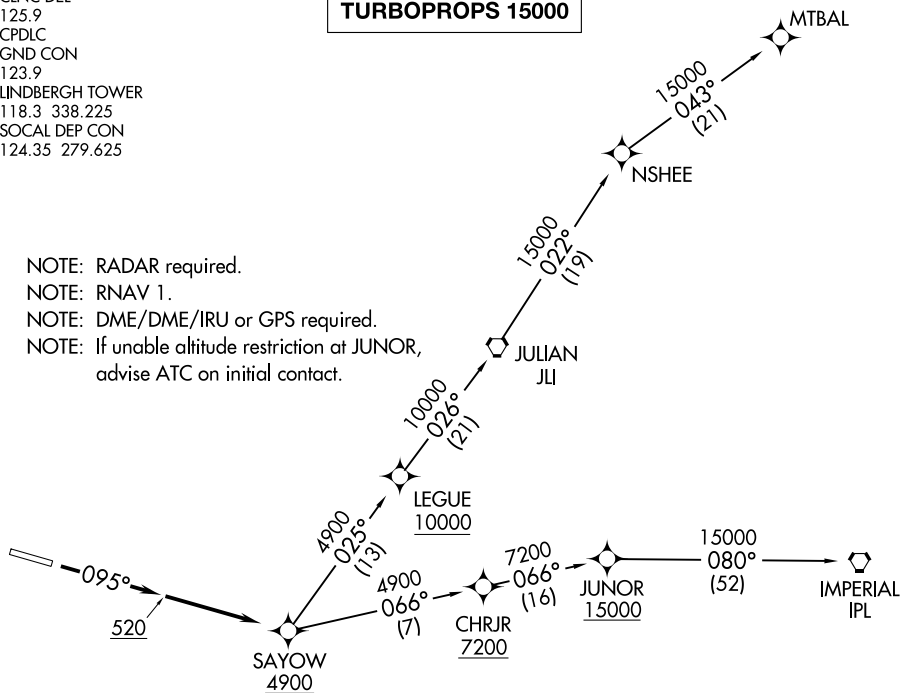 125.9
CPDLC
GND CON
123.9
LINDBERGH TOWER
118.3 338.225
SOCAL DEP CON
124.35 279.625
TURBOPROPS 15000
MTBAL
15000
043°
(21)
NSHEE
15000
022°
(19)
NOTE: RADAR required.
NOTE: RNAV 1.
NOTE: DME/DME/IRU or GPS required.
NOTE: If unable altitude restriction at JUNOR,
advise ATC on initial contact.
JULIAN
JLI
10000
026°
(21)
LEGUE
10000
4900
025°
(13)
095°
520
SAYOW
4900
4900
066°
(7)
CHRJR
7200
7200
066°
(16)
JUNOR
15000
15000
080°
(52)
IMPERIAL
IPL